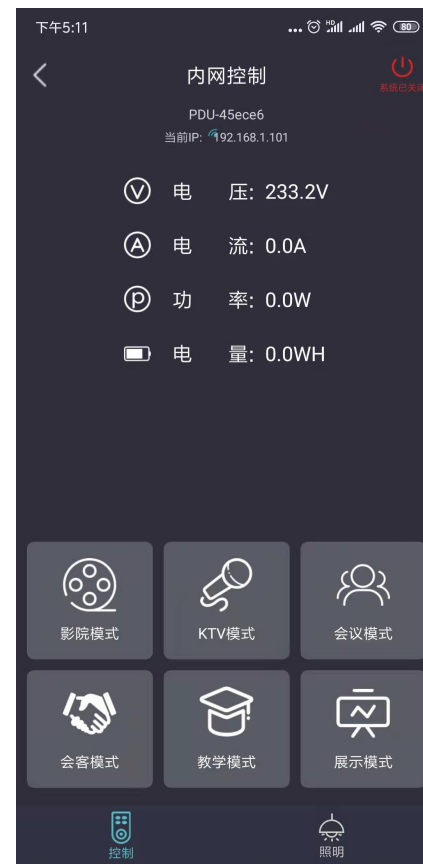 下午5:11
... HD 80
内网控制
系统已关闭
PDU-45ece6
当前IP: 192.168.1.101
V 电 压: 233.2V
A 电 流: 0.0A
P 功 率: 0.0W
电 量: 0.0WH
影院模式 KTV模式 会议模式
会客模式 教学模式 展示模式
控制 照明